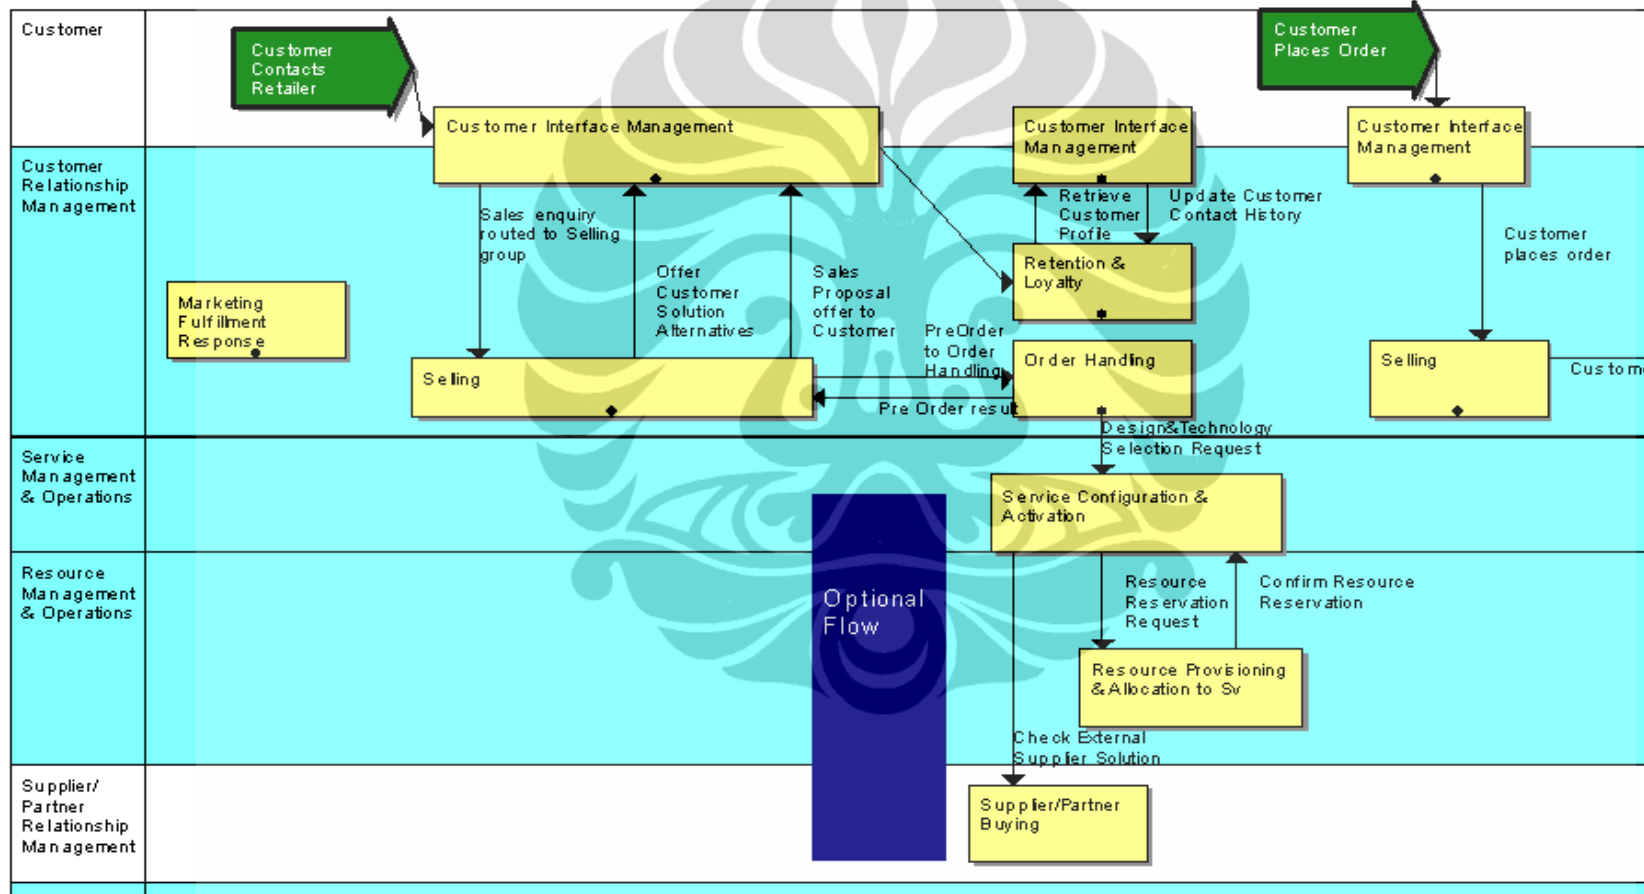 Customer
Customer
Contacts
Retailer
Customer
Places Order
Customer Interface Management
Customer Interface
Management
Customer Interface
Management
Customer
Relationship
Management
Sales enquiry
routed to Selling
group
Offer
Customer
Solution
Alternatives
Sales
Proposal
offer to
Customer
Retrieve
Customer
Profile
Update Customer
Contact History
Customer
places order
Retention &
Loyalty
Marketing
Fulfillment
Response
PreOrder
to Order
Handling
Order Handling
Selling
Selling
Pre Order result
Design&Technology
Selection Request
Service
Management
& Operations
Service Configuration &
Activation
Resource
Management
& Operations
Optional
Flow
Resource
Reservation
Request
Confirm Resource
Reservation
Resource Provisioning
&Allocation to Sv
Check External
Supplier Solution
Supplier/
Partner
Relationship
Management
Supplier/Partner
Buying